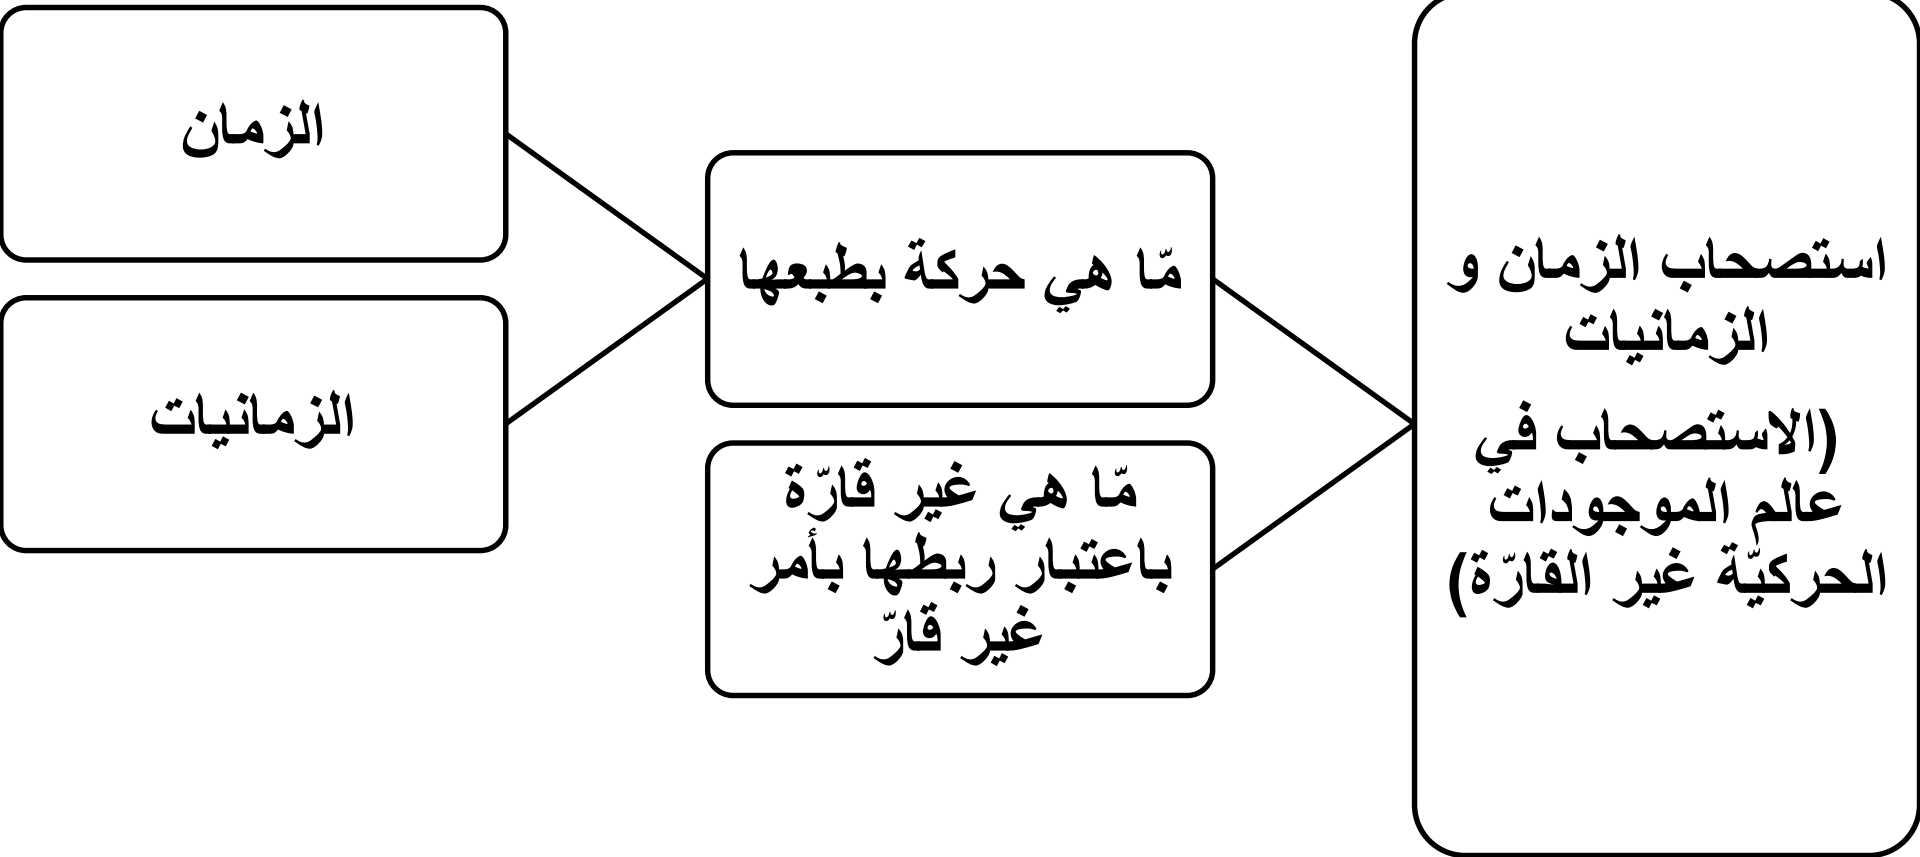 استصحاب الزمان و
الزمانيات
(الاستصحاب في
عالم الموجودات
الحركيّة غير القارّة)
مّا هي حركة بطبعها
الزمان
الزمانيات
مّا هي غير قارّة
باعتبار ربطها بأمر
غير قارّ